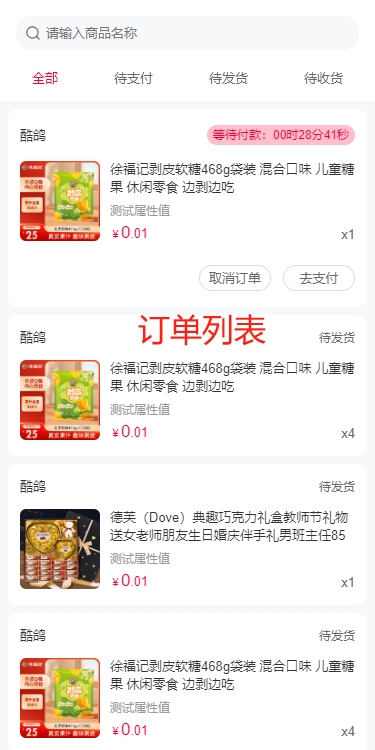 请输入商品名称
全部 待支付 待发货 待收货
酷鸽 等待付款：00时28分41秒
徐福记剥皮软糖468g袋装 混合口味 儿童糖
果 休闲零食 边剥边吃
测试属性值
¥0.01 x1
取消订单 去支付
订单列表
酷鸽 待发货
徐福记剥皮软糖468g袋装 混合口味 儿童糖
果 休闲零食 边剥边吃
测试属性值
¥0.01 x4
酷鸽 待发货
德芙（Dove）典趣巧克力礼盒教师节礼物
送女老师朋友生日婚庆伴手礼男班主任85
测试属性值
¥0.01 x1
酷鸽 待发货
徐福记剥皮软糖468g袋装 混合口味 儿童糖
果 休闲零食 边剥边吃
测试属性值
¥0.01 x4